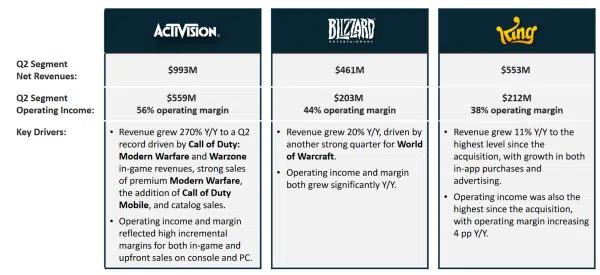 ACTIVISION.
BLIZZARD
ENTERTAINMENT
King
Q2 Segment
Net Revenues:
$993M
$461M
$553M
Q2 Segment
Operating Income:
$559M
56% operating margin
$203M
44% operating margin
$212M
38% operating margin
Key Drivers:
• Revenue grew 270% Y/Y to a Q2
record driven by Call of Duty:
Modern Warfare and Warzone
in-game revenues, strong sales
of premium Modern Warfare,
the addition of Call of Duty
Mobile, and catalog sales.
• Operating income and margin
reflected high incremental
margins for both in-game and
upfront sales on console and PC.
• Revenue grew 20% Y/Y, driven by
another strong quarter for World
of Warcraft.
• Operating income and margin
both grew significantly Y/Y.
• Revenue grew 11% Y/Y to the
highest level since the
acquisition, with growth in both
in-app purchases and
advertising.
• Operating income was also the
highest since the acquisition,
with operating margin increasing
4 pp Y/Y.